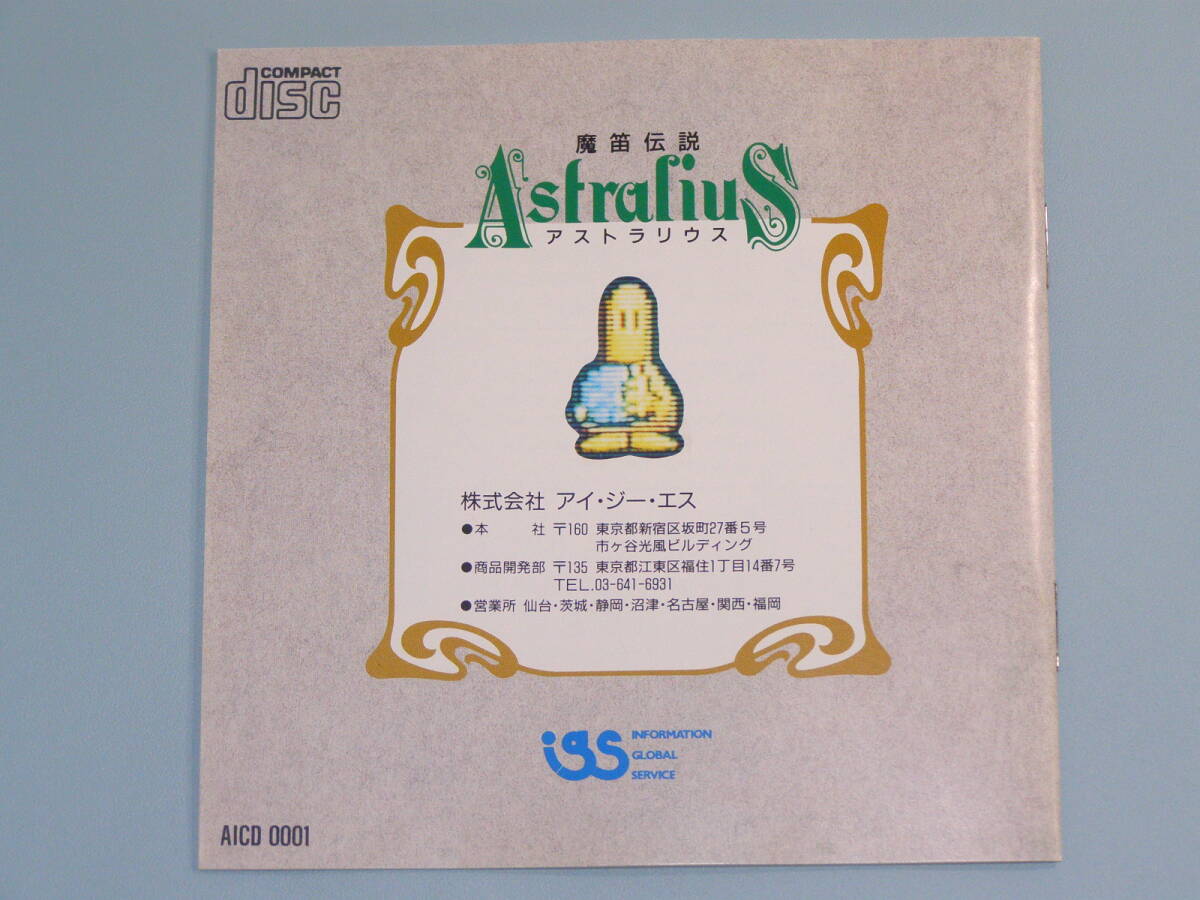 COMPACT
disc
魔笛伝説
AstraliuS
アストラリウス
株式会社 アイ・ジー・エス
●本 社 〒160 東京都新宿区坂町27番5号
市ヶ谷光風ビルディング
●商品開発部 〒135 東京都江東区福住1丁目14番7号
TEL.03-641-6931
●営業所 仙台・茨城・静岡・沼津・名古屋・関西・福岡
igs INFORMATION
GLOBAL
SERVICE
AICD 0001